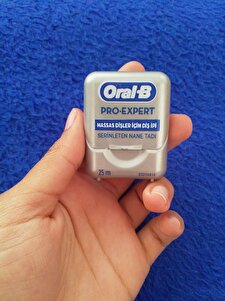 Oral-B
PRO-EXPERT
HASSAS DİŞLER İÇİN DİŞ İPİ
SERİNLETEN NANE TADI
25 m